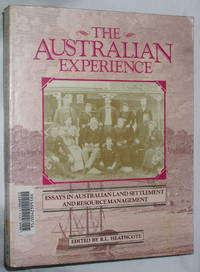 THE
AUSTRALIAN
EXPERIENCE
ESSAYS IN AUSTRALIAN LAND SETTLEMENT
AND RESOURCE MANAGEMENT
EDITED BY R.L. HEATHCOTE